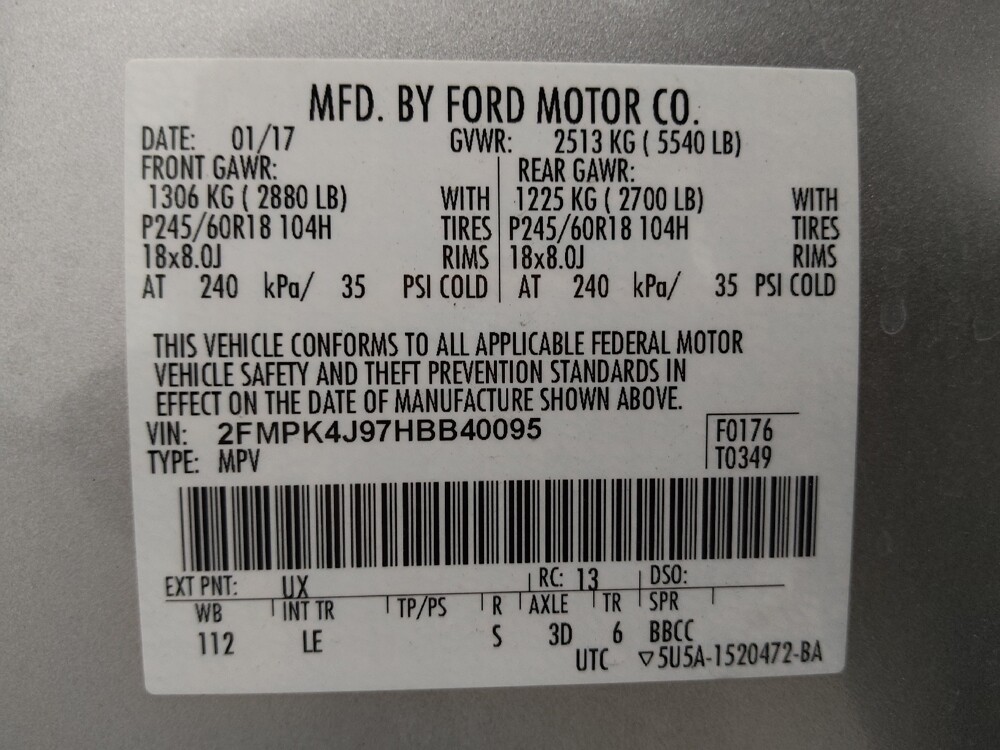 MFD. BY FORD MOTOR CO.
DATE: 01/17 GVWR: 2513 KG ( 5540 LB)
FRONT GAWR: REAR GAWR:
1306 KG ( 2880 LB) WITH 1225 KG ( 2700 LB) WITH
P245/60R18 104H TIRES P245/60R18 104H TIRES
18x8.0J RIMS 18x8.0J RIMS
AT 240 kPa/ 35 PSI COLD AT 240 kPa/ 35 PSI COLD
THIS VEHICLE CONFORMS TO ALL APPLICABLE FEDERAL MOTOR
VEHICLE SAFETY AND THEFT PREVENTION STANDARDS IN
EFFECT ON THE DATE OF MANUFACTURE SHOWN ABOVE.
VIN: 2FMPK4J97HBB40095 F0176
TYPE: MPV T0349
EXT PNT: UX RC: 13 DSO:
WB INT TR TP/PS R AXLE TR SPR
112 LE S 3D 6 BBCC
UTC ▽5U5A-1520472-BA